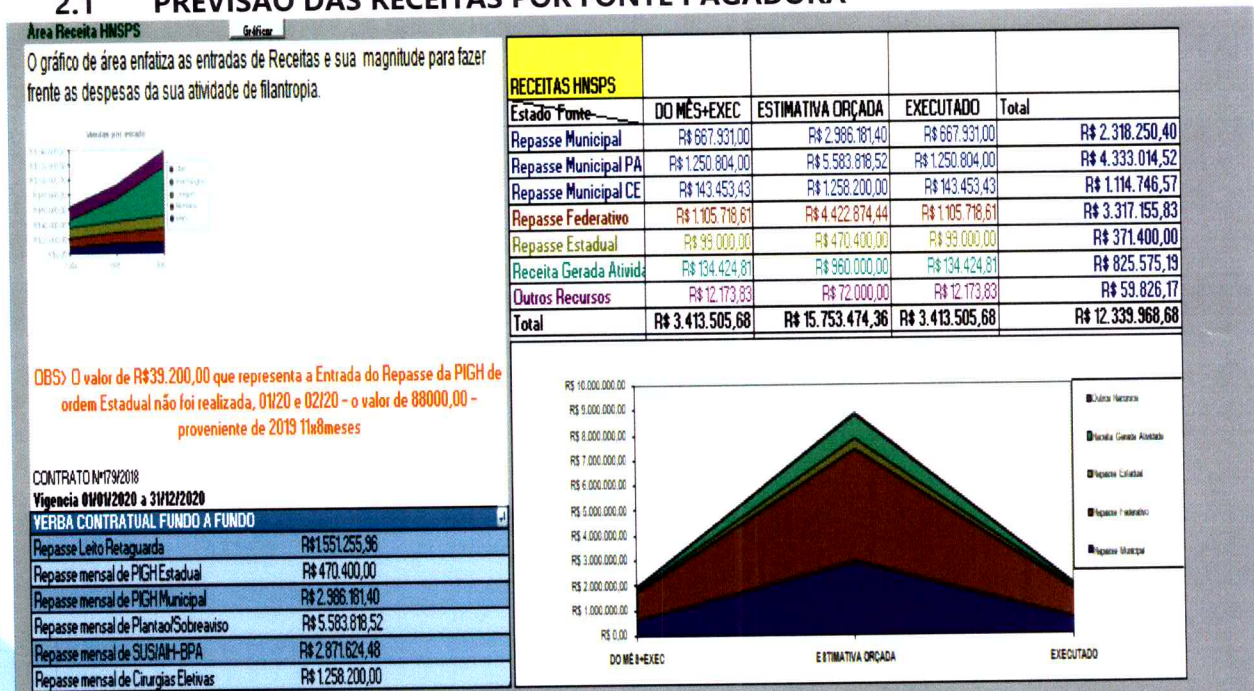 2.1 PREVISÃO DAS RECEITAS POR FONTE PAGADORA
Área Receita HNSPS
Gráficar
O gráfico de área enfatiza as entradas de Receitas e sua magnitude para fazer
frente as despesas da sua atividade de filantropia.
Vendas por estado
OBS> O valor de R$39.200,00 que representa a Entrada do Repasse da PIGH de
ordem Estadual não foi realizada, 01/20 e 02/20 - o valor de 88000,00 -
proveniente de 2019 11x8meses
CONTRATO Nº179/2018
Vigencia 01/01/2020 a 31/12/2020
VERBA CONTRATUAL FUNDO A FUNDO
Repasse Leito Retaguarda R$1.551.255,96
Repasse mensal de PIGH Estadual R$ 470.400,00
Repasse mensal de PIGH Municipal R$ 2.986.181,40
Repasse mensal de Plantao/Sobreaviso R$ 5.583.818,52
Repasse mensal de SUS/AIH-BPA R$ 2.871.624,48
Repasse mensal de Cirurgias Eletivas R$ 1.258.200,00
RECEITAS HNSPS
Estado Fonte DO MÊS+EXEC ESTIMATIVA ORÇADA EXECUTADO Total
Repasse Municipal R$ 667.931,00 R$ 2.986.181,40 R$ 667.931,00 R$ 2.318.250,40
Repasse Municipal PA R$ 1.250.804,00 R$ 5.583.818,52 R$ 1.250.804,00 R$ 4.333.014,52
Repasse Municipal CE R$ 143.453,43 R$ 1.258.200,00 R$ 143.453,43 R$ 1.114.746,57
Repasse Federativo R$ 1.105.718,61 R$ 4.422.874,44 R$ 1.105.718,61 R$ 3.317.155,83
Repasse Estadual R$ 99.000,00 R$ 470.400,00 R$ 99.000,00 R$ 371.400,00
Receita Gerada Ativida R$ 134.424,81 R$ 960.000,00 R$ 134.424,81 R$ 825.575,19
Outros Recursos R$ 12.173,83 R$ 72.000,00 R$ 12.173,83 R$ 59.826,17
Total R$ 3.413.505,68 R$ 15.753.474,36 R$ 3.413.505,68 R$ 12.339.968,68
R$ 10.000.000,00
R$ 9.000.000,00
R$ 8.000.000,00
R$ 7.000.000,00
R$ 6.000.000,00
R$ 5.000.000,00
R$ 4.000.000,00
R$ 3.000.000,00
R$ 2.000.000,00
R$ 1.000.000,00
R$ 0,00
DO MÊS+EXEC ESTIMATIVA ORÇADA EXECUTADO
Outros Recursos
Receita Gerada Atividade
Repasse Estadual
Repasse Federativo
Repasse Municipal